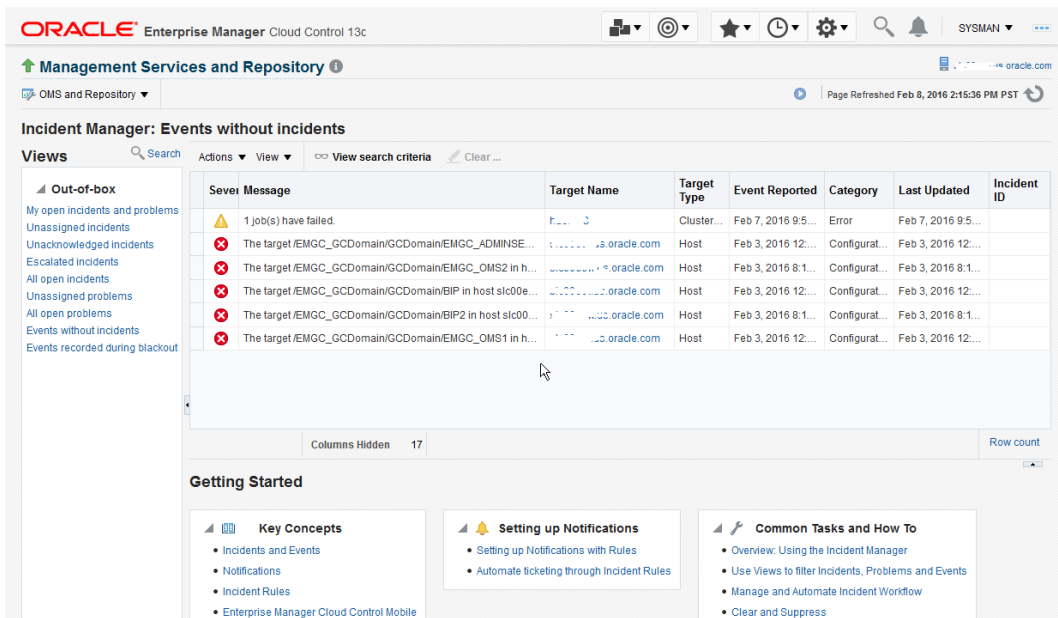 ORACLE® Enterprise Manager Cloud Control 13c
SYSMAN
Management Services and Repository
oracle.com
OMS and Repository
Page Refreshed Feb 8, 2016 2:15:36 PM PST
Incident Manager: Events without incidents
Views
Search
Actions View View search criteria Clear ...
Out-of-box
My open incidents and problems
Unassigned incidents
Unacknowledged incidents
Escalated incidents
All open incidents
Unassigned problems
All open problems
Events without incidents
Events recorded during blackout
Sever Message Target Name Target Type Event Reported Category Last Updated Incident ID
1 job(s) have failed. Cluster... Feb 7, 2016 9:5... Error Feb 7, 2016 9:5...
The target /EMGC_GCDomain/GCDomain/EMGC_ADMINSE... .oracle.com Host Feb 3, 2016 12:... Configurat... Feb 3, 2016 12:...
The target /EMGC_GCDomain/GCDomain/EMGC_OMS2 in h... .oracle.com Host Feb 3, 2016 8:1... Configurat... Feb 3, 2016 8:1...
The target /EMGC_GCDomain/GCDomain/BIP in host slc00e... .oracle.com Host Feb 3, 2016 12:... Configurat... Feb 3, 2016 12:...
The target /EMGC_GCDomain/GCDomain/BIP2 in host slc00... .oracle.com Host Feb 3, 2016 8:1... Configurat... Feb 3, 2016 8:1...
The target /EMGC_GCDomain/GCDomain/EMGC_OMS1 in h... .oracle.com Host Feb 3, 2016 12:... Configurat... Feb 3, 2016 12:...
Columns Hidden 17
Row count
Getting Started
Key Concepts
Incidents and Events
Notifications
Incident Rules
Enterprise Manager Cloud Control Mobile
Setting up Notifications
Setting up Notifications with Rules
Automate ticketing through Incident Rules
Common Tasks and How To
Overview: Using the Incident Manager
Use Views to filter Incidents, Problems and Events
Manage and Automate Incident Workflow
Clear and Suppress